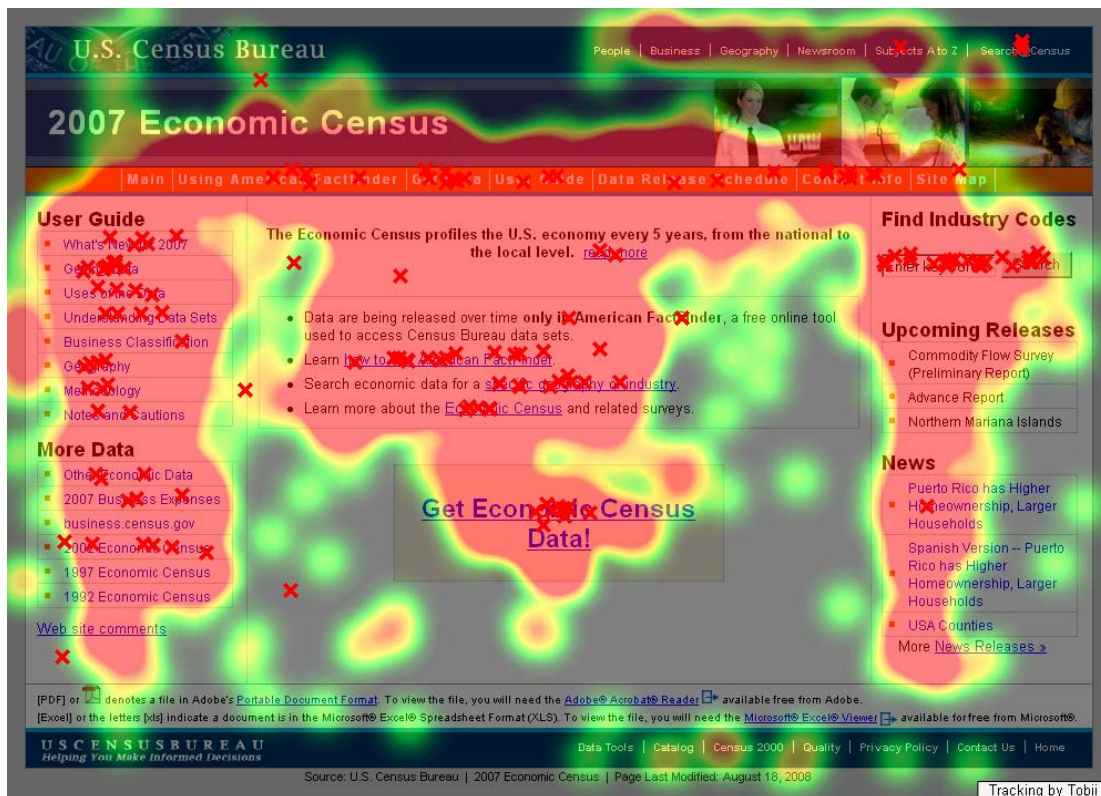 U.S. Census Bureau
People | Business | Geography | Newsroom | Subjects A to Z | Search Census
2007 Economic Census
Main | Using American Factfinder | Get Data | User Guide | Data Release Schedule | Contact Info | Site Map
User Guide
What's New for 2007
Getting Data
Uses of the Data
Understanding Data Sets
Business Classification
Geography
Methodology
Notes and Cautions
More Data
Other Economic Data
2007 Business Expenses
business.census.gov
2002 Economic Census
1997 Economic Census
1992 Economic Census
Web site comments
The Economic Census profiles the U.S. economy every 5 years, from the national to
the local level. read more
Data are being released over time only in American FactFinder, a free online tool
used to access Census Bureau data sets.
Learn how to use American Factfinder.
Search economic data for a specific geography or industry.
Learn more about the Economic Census and related surveys.
Get Economic Census
Data!
Find Industry Codes
Enter keyword
Search
Upcoming Releases
Commodity Flow Survey
(Preliminary Report)
Advance Report
Northern Mariana Islands
News
Puerto Rico has Higher
Homeownership, Larger
Households
Spanish Version -- Puerto
Rico has Higher
Homeownership, Larger
Households
USA Counties
More News Releases »
[PDF] or denotes a file in Adobe's Portable Document Format. To view the file, you will need the Adobe® Acrobat® Reader available free from Adobe.
[Excel] or the letters [xls] indicate a document is in the Microsoft® Excel® Spreadsheet Format (XLS). To view the file, you will need the Microsoft® Excel® Viewer available for free from Microsoft®.
USCENSUSBUREAU
Helping You Make Informed Decisions
Data Tools | Catalog | Census 2000 | Quality | Privacy Policy | Contact Us | Home
Source: U.S. Census Bureau | 2007 Economic Census | Page Last Modified: August 18, 2008
Tracking by Tobii